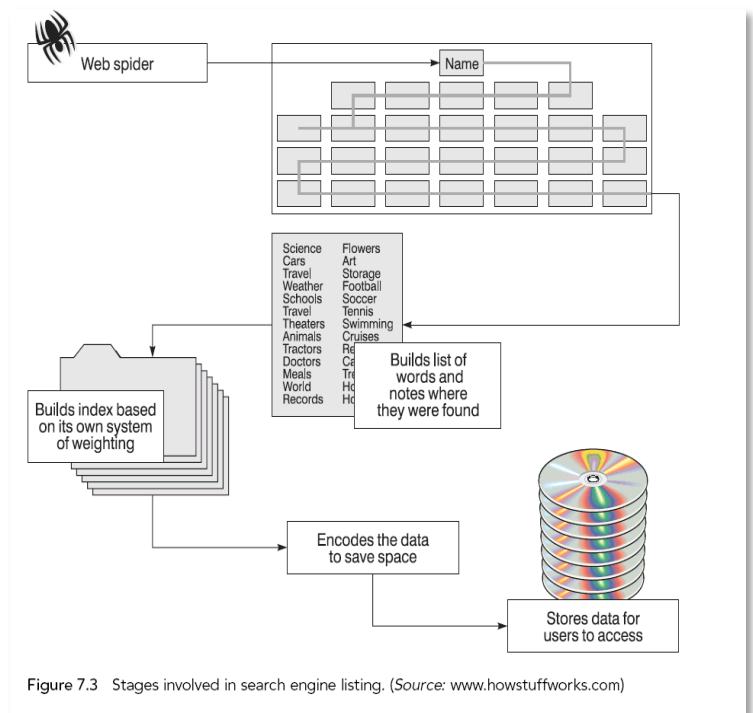 Web spider
Name
Science Flowers
Cars Art
Travel Storage
Weather Football
Schools Soccer
Travel Tennis
Theaters Swimming
Animals Cruises
Tractors
Doctors
Meals
World
Records
Builds list of
words and
notes where
they were found
Builds index based
on its own system
of weighting
Encodes the data
to save space
Stores data for
users to access
Figure 7.3 Stages involved in search engine listing. (Source: www.howstuffworks.com)